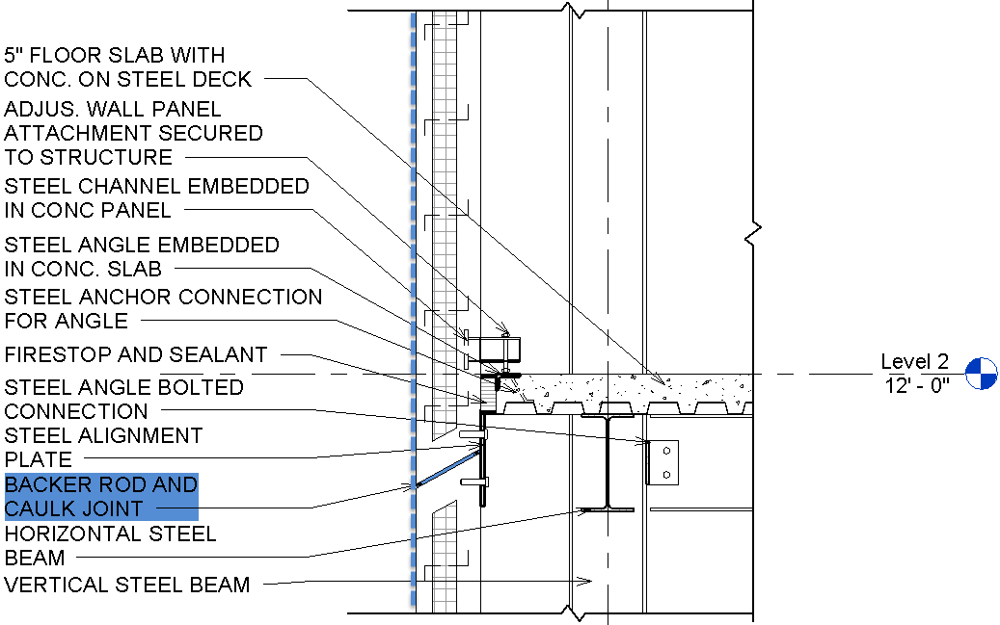 5" FLOOR SLAB WITH
CONC. ON STEEL DECK
ADJUS. WALL PANEL
ATTACHMENT SECURED
TO STRUCTURE
STEEL CHANNEL EMBEDDED
IN CONC PANEL
STEEL ANGLE EMBEDDED
IN CONC. SLAB
STEEL ANCHOR CONNECTION
FOR ANGLE
FIRESTOP AND SEALANT
STEEL ANGLE BOLTED
CONNECTION
STEEL ALIGNMENT
PLATE
BACKER ROD AND
CAULK JOINT
HORIZONTAL STEEL
BEAM
VERTICAL STEEL BEAM
Level 2
12' - 0"